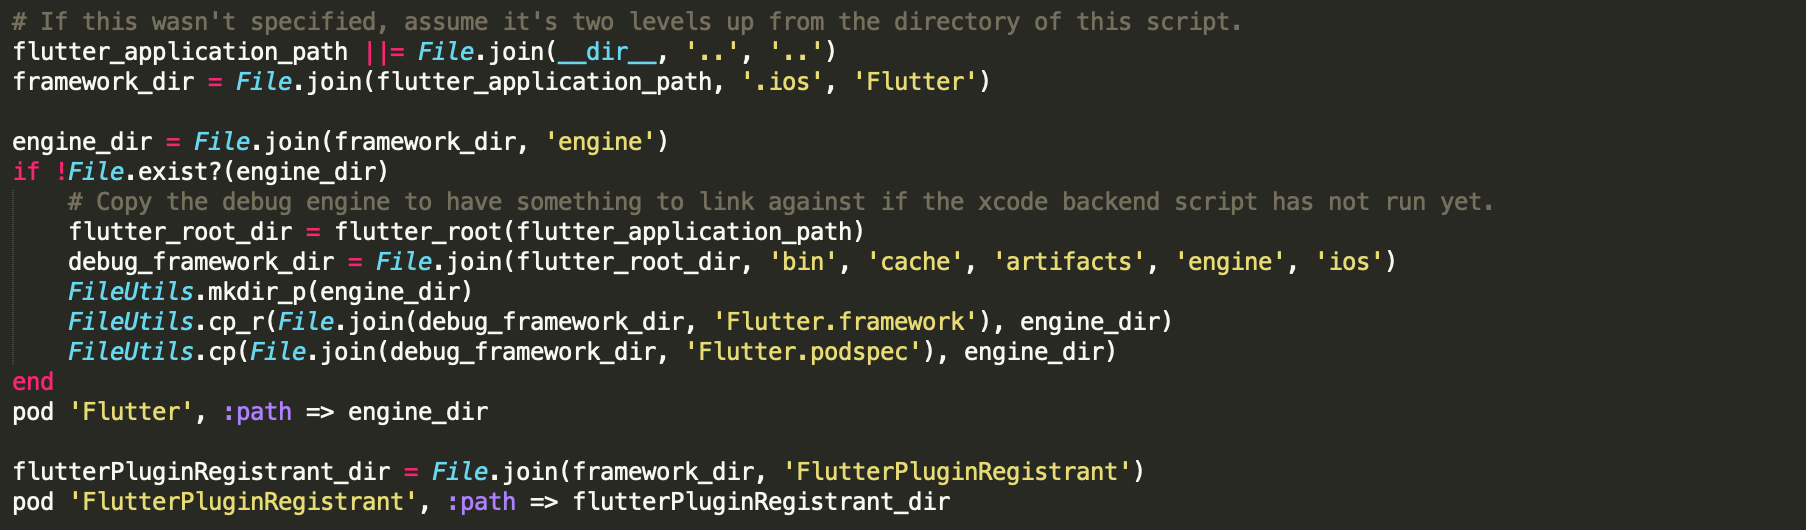 # If this wasn't specified, assume it's two levels up from the directory of this script.
flutter_application_path ||= File.join(__dir__, '..', '..')
framework_dir = File.join(flutter_application_path, '.ios', 'Flutter')

engine_dir = File.join(framework_dir, 'engine')
if !File.exist?(engine_dir)
    # Copy the debug engine to have something to link against if the xcode backend script has not run yet.
    flutter_root_dir = flutter_root(flutter_application_path)
    debug_framework_dir = File.join(flutter_root_dir, 'bin', 'cache', 'artifacts', 'engine', 'ios')
    FileUtils.mkdir_p(engine_dir)
    FileUtils.cp_r(File.join(debug_framework_dir, 'Flutter.framework'), engine_dir)
    FileUtils.cp(File.join(debug_framework_dir, 'Flutter.podspec'), engine_dir)
end
pod 'Flutter', :path => engine_dir

flutterPluginRegistrant_dir = File.join(framework_dir, 'FlutterPluginRegistrant')
pod 'FlutterPluginRegistrant', :path => flutterPluginRegistrant_dir